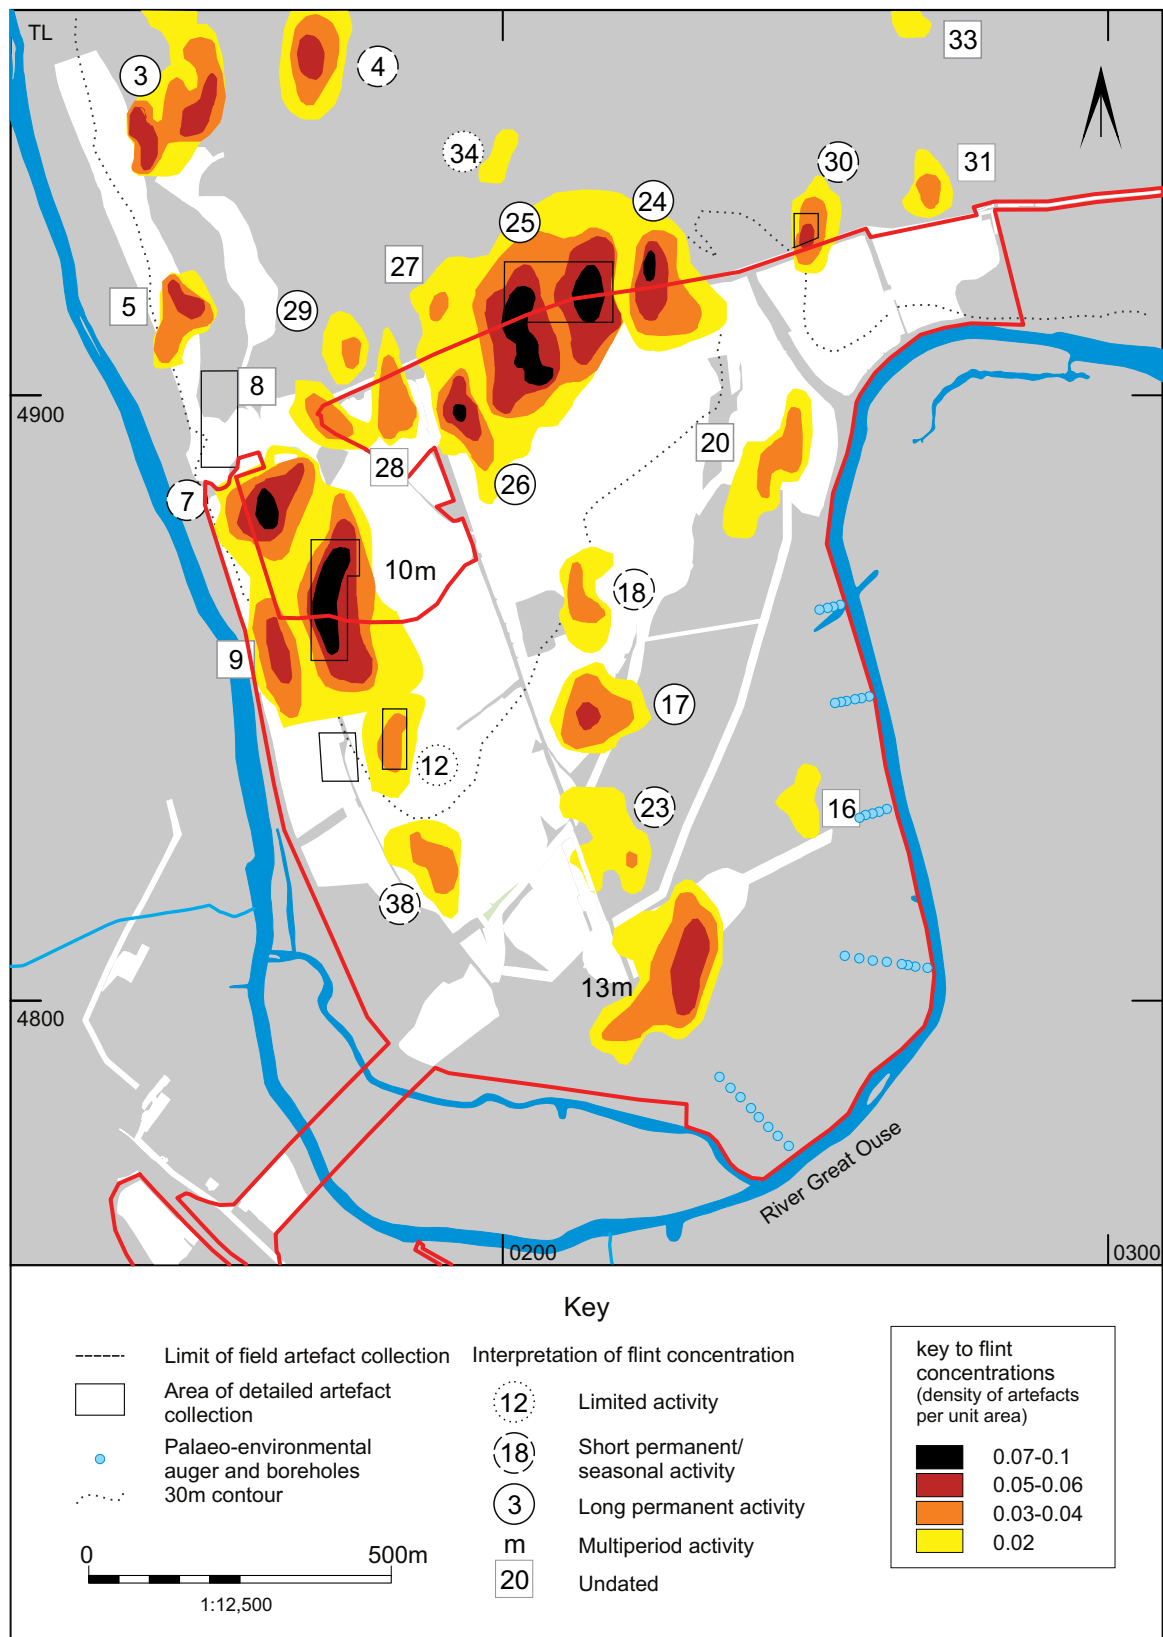 TL
33
3
4
34
30
31
24
25
27
5
29
8
4900
20
28
26
7
10m
18
9
17
12
23
16
38
13m
4800
River Great Ouse
0200
0300
Key
Limit of field artefact collection
Area of detailed artefact
collection
Palaeo-environmental
auger and boreholes
30m contour
0 500m
1:12,500
Interpretation of flint concentration
12 Limited activity
18 Short permanent/
seasonal activity
3 Long permanent activity
m Multiperiod activity
20 Undated
key to flint
concentrations
(density of artefacts
per unit area)
0.07-0.1
0.05-0.06
0.03-0.04
0.02